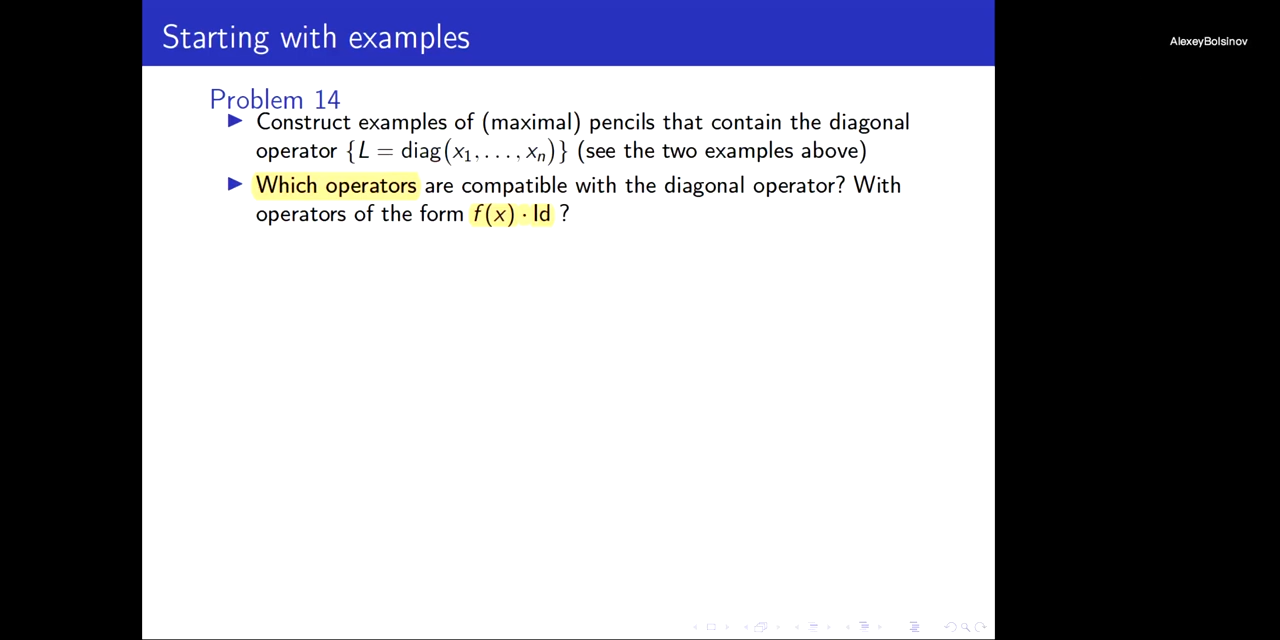 Starting with examples
AlexeyBolsinov
Problem 14
▶ Construct examples of (maximal) pencils that contain the diagonal
operator {L = diag(x₁, . . . , xₙ)} (see the two examples above)
▶ Which operators are compatible with the diagonal operator? With
operators of the form f(x) · Id ?